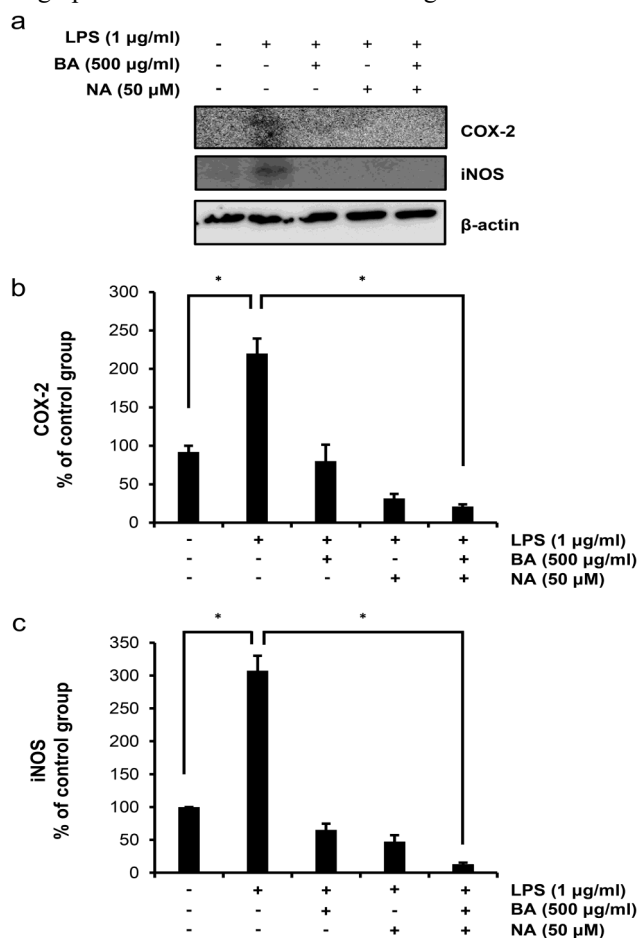 a
LPS (1 µg/ml) - + + + +
BA (500 µg/ml) - - + - +
NA (50 µM) - - - + +
COX-2
iNOS
β-actin
b
* *
COX-2
% of control group
300
250
200
150
100
50
0
- + + + + LPS (1 µg/ml)
- - + - + BA (500 µg/ml)
- - - + + NA (50 µM)
c
* *
iNOS
% of control group
350
300
250
200
150
100
50
0
- + + + + LPS (1 µg/ml)
- - + - + BA (500 µg/ml)
- - - + + NA (50 µM)